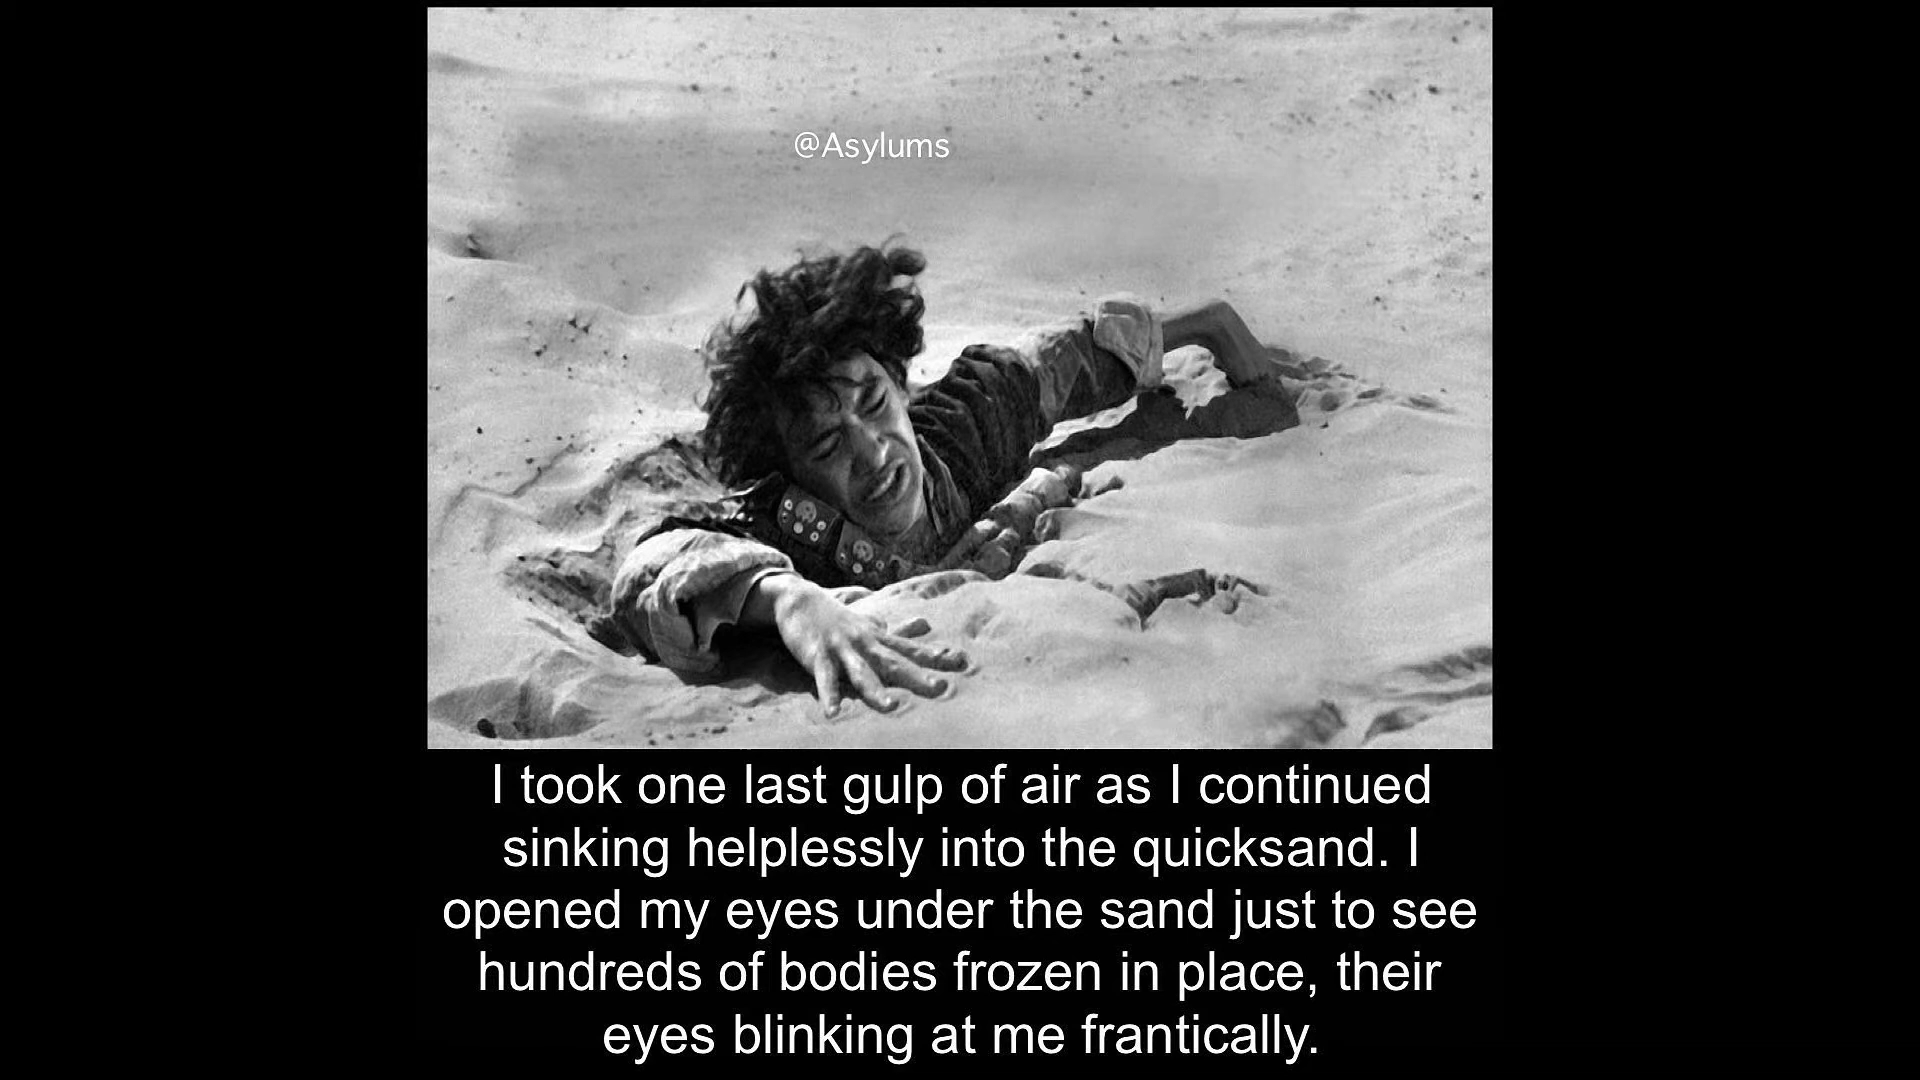 @Asylums
I took one last gulp of air as I continued
sinking helplessly into the quicksand. I
opened my eyes under the sand just to see
hundreds of bodies frozen in place, their
eyes blinking at me frantically.